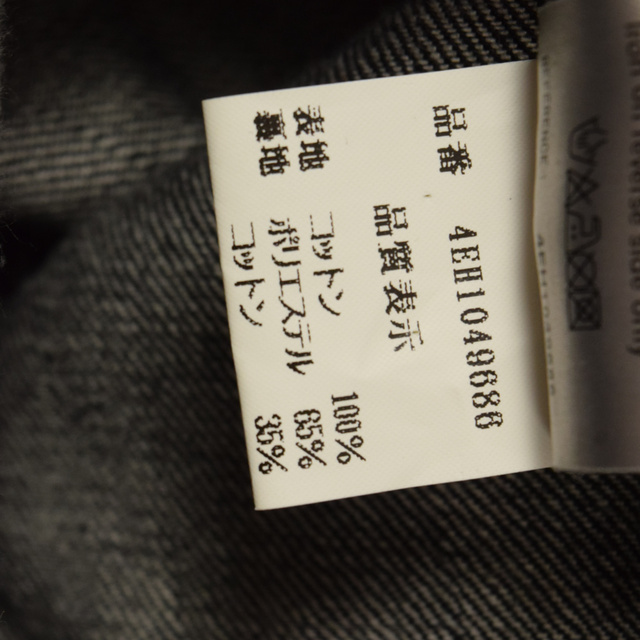 品番 4EH1048686
品質表示
表地 コットン 100%
裏地 ポリエステル 65%
コットン 35%